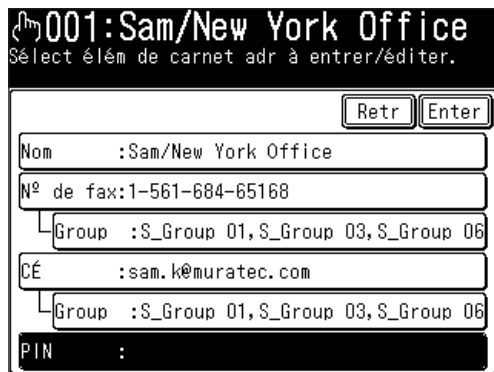 001:Sam/New York Office
Sélect élém de carnet adr à entrer/éditer.
Retr Enter
Nom :Sam/New York Office
Nº de fax:1-561-684-65168
Group :S_Group 01,S_Group 03,S_Group 06
CÉ :sam.k@muratec.com
Group :S_Group 01,S_Group 03,S_Group 06
PIN :